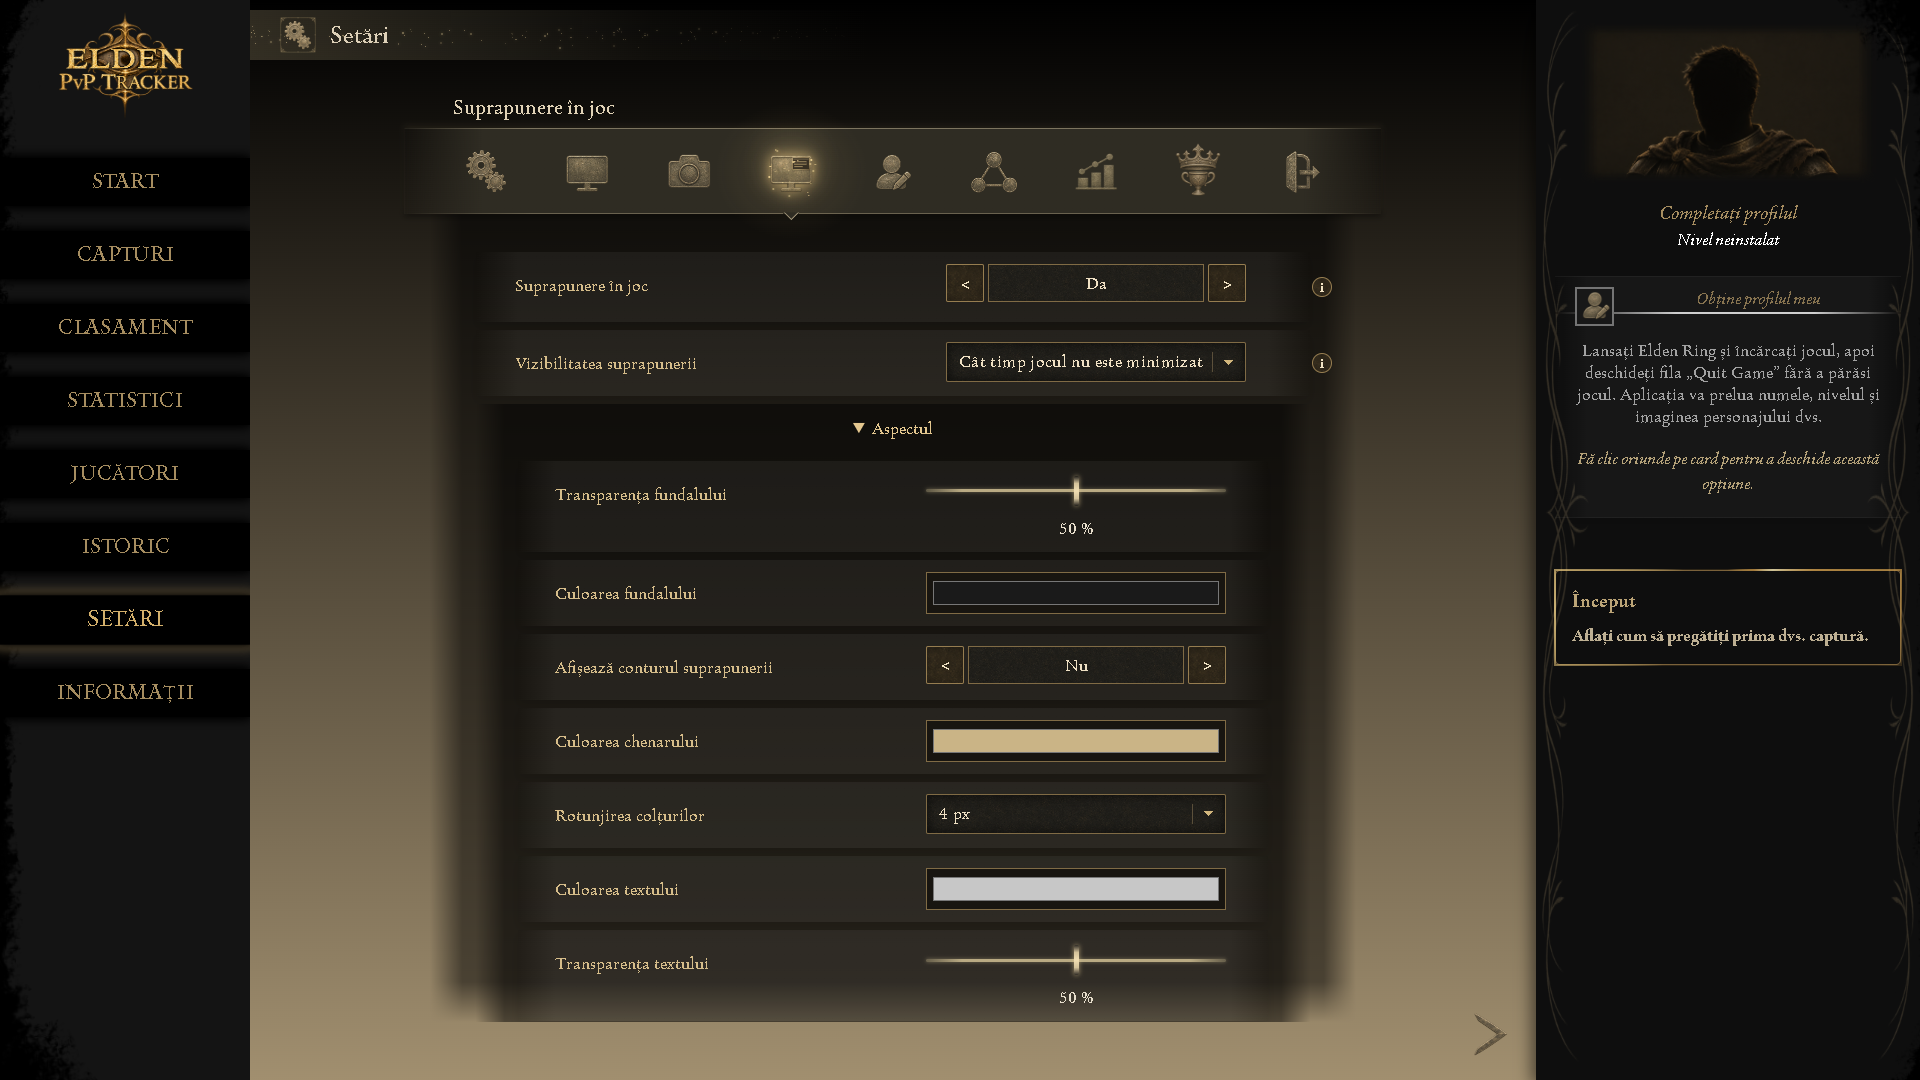 ELDEN
PvP TRACKER
START
CAPTURI
CLASAMENT
STATISTICI
JUCĂTORI
ISTORIC
SETĂRI
INFORMAȚII
Setări
Suprapunere în joc
Suprapunere în joc
< Da >
i
Vizibilitatea suprapunerii
Cât timp jocul nu este minimizat
i
▼ Aspectul
Transparența fundalului
50 %
Culoarea fundalului
Afișează conturul suprapunerii
< Nu >
Culoarea chenarului
Rotunjirea colțurilor
4 px
Culoarea textului
Transparența textului
50 %
Completați profilul
Nivel neinstalat
Obține profilul meu
Lansați Elden Ring și încărcați jocul, apoi
deschideți fila „Quit Game” fără a părăsi
jocul. Aplicația va prelua numele, nivelul și
imaginea personajului dvs.
Fă clic oriunde pe card pentru a deschide această
opțiune.
Început
Aflați cum să pregătiți prima dvs. captură.